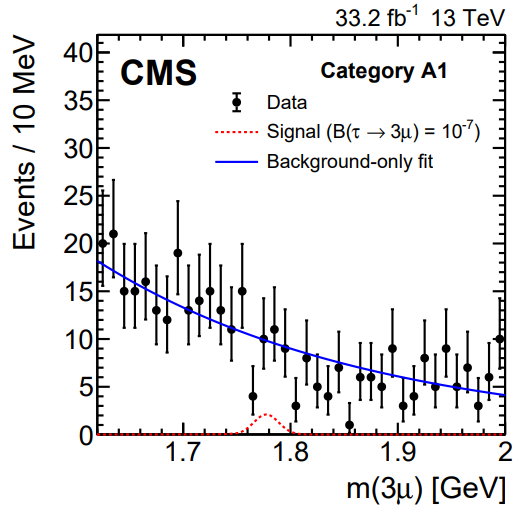 33.2 fb⁻¹ 13 TeV
CMS
Category A1
Data
Signal (B(τ → 3μ) = 10⁻⁷)
Background-only fit
Events / 10 MeV
40
35
30
25
20
15
10
5
0
1.7 1.8 1.9 2
m(3μ) [GeV]